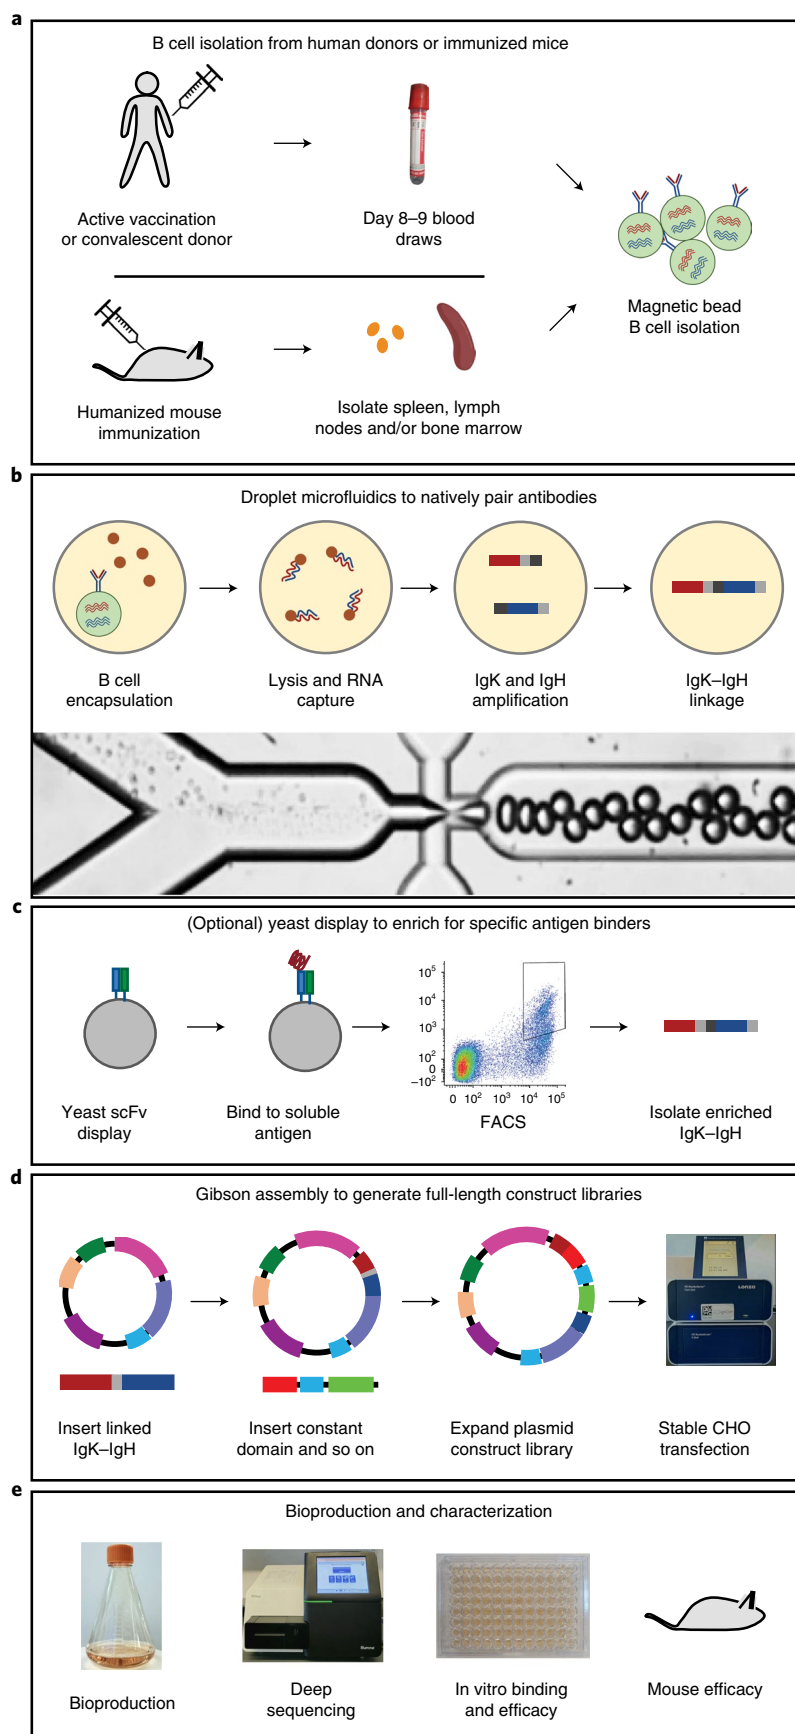 a
B cell isolation from human donors or immunized mice
Active vaccination
or convalescent donor
Day 8–9 blood
draws
Magnetic bead
B cell isolation
Humanized mouse
immunization
Isolate spleen, lymph
nodes and/or bone marrow
b
Droplet microfluidics to natively pair antibodies
B cell
encapsulation
Lysis and RNA
capture
IgK and IgH
amplification
IgK–IgH
linkage
c
(Optional) yeast display to enrich for specific antigen binders
Yeast scFv
display
Bind to soluble
antigen
10⁵
10⁴
10³
10²
0
–10²
0 10² 10³ 10⁴ 10⁵
FACS
Isolate enriched
IgK–IgH
d
Gibson assembly to generate full-length construct libraries
Lonza
Insert linked
IgK–IgH
Insert constant
domain and so on
Expand plasmid
construct library
Stable CHO
transfection
e
Bioproduction and characterization
Bioproduction
Deep
sequencing
In vitro binding
and efficacy
Mouse efficacy